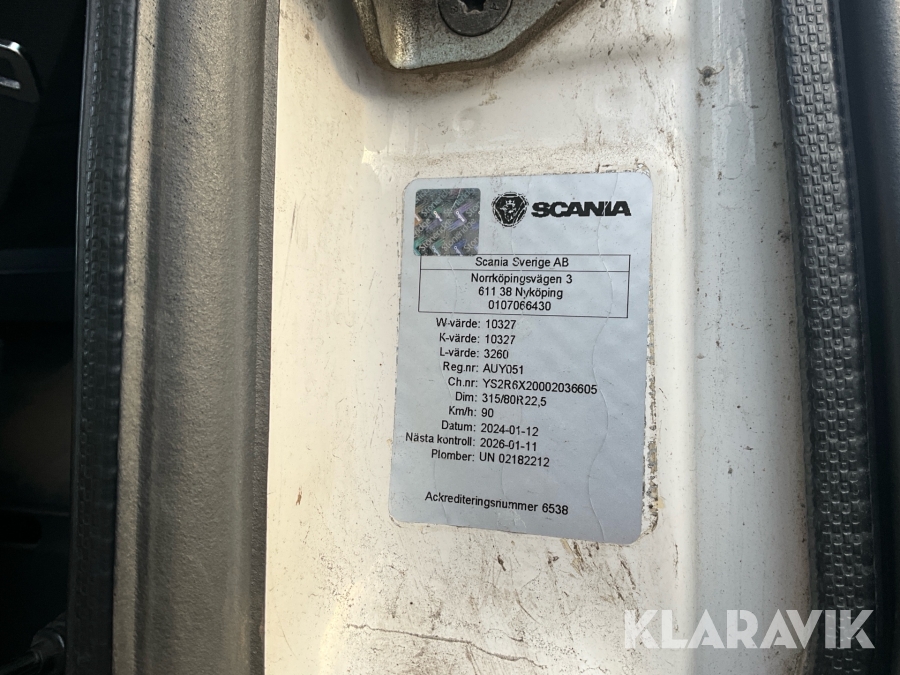 SCANIA
Scania Sverige AB
Norrköpingsvägen 3
611 38 Nyköping
0107066430
W-värde: 10327
K-värde: 10327
L-värde: 3260
Reg.nr: AUY051
Ch.nr: YS2R6X20002036605
Dim: 315/80R22,5
Km/h: 90
Datum: 2024-01-12
Nästa kontroll: 2026-01-11
Plomber: UN 02182212
Ackrediteringsnummer 6538
KLARAVIK